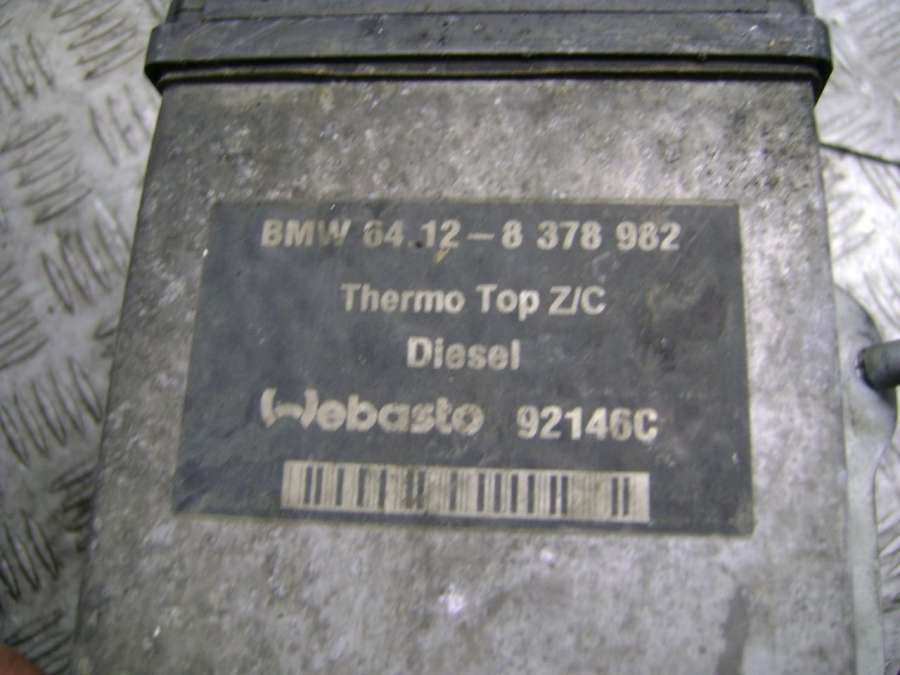 BMW 64.12-8 378 982
Thermo Top Z/C
Diesel
Webasto 92146C